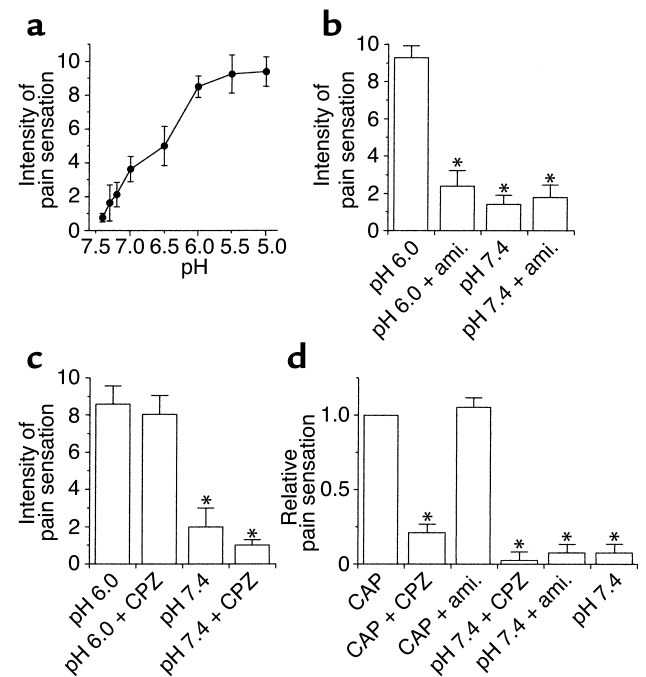 a
Intensity of
pain sensation
10
8
6
4
2
0
7.5 7.0 6.5 6.0 5.5 5.0
pH
b
Intensity of
pain sensation
10
8
6
4
2
0
*
*
*
pH 6.0
pH 6.0 + ami.
pH 7.4
pH 7.4 + ami.
c
Intensity of
pain sensation
10
8
6
4
2
0
*
*
pH 6.0
pH 6.0 + CPZ
pH 7.4
pH 7.4 + CPZ
d
Relative
pain sensation
1.0
0.5
0
*
*
*
*
CAP
CAP + CPZ
CAP + ami.
pH 7.4 + CPZ
pH 7.4 + ami.
pH 7.4